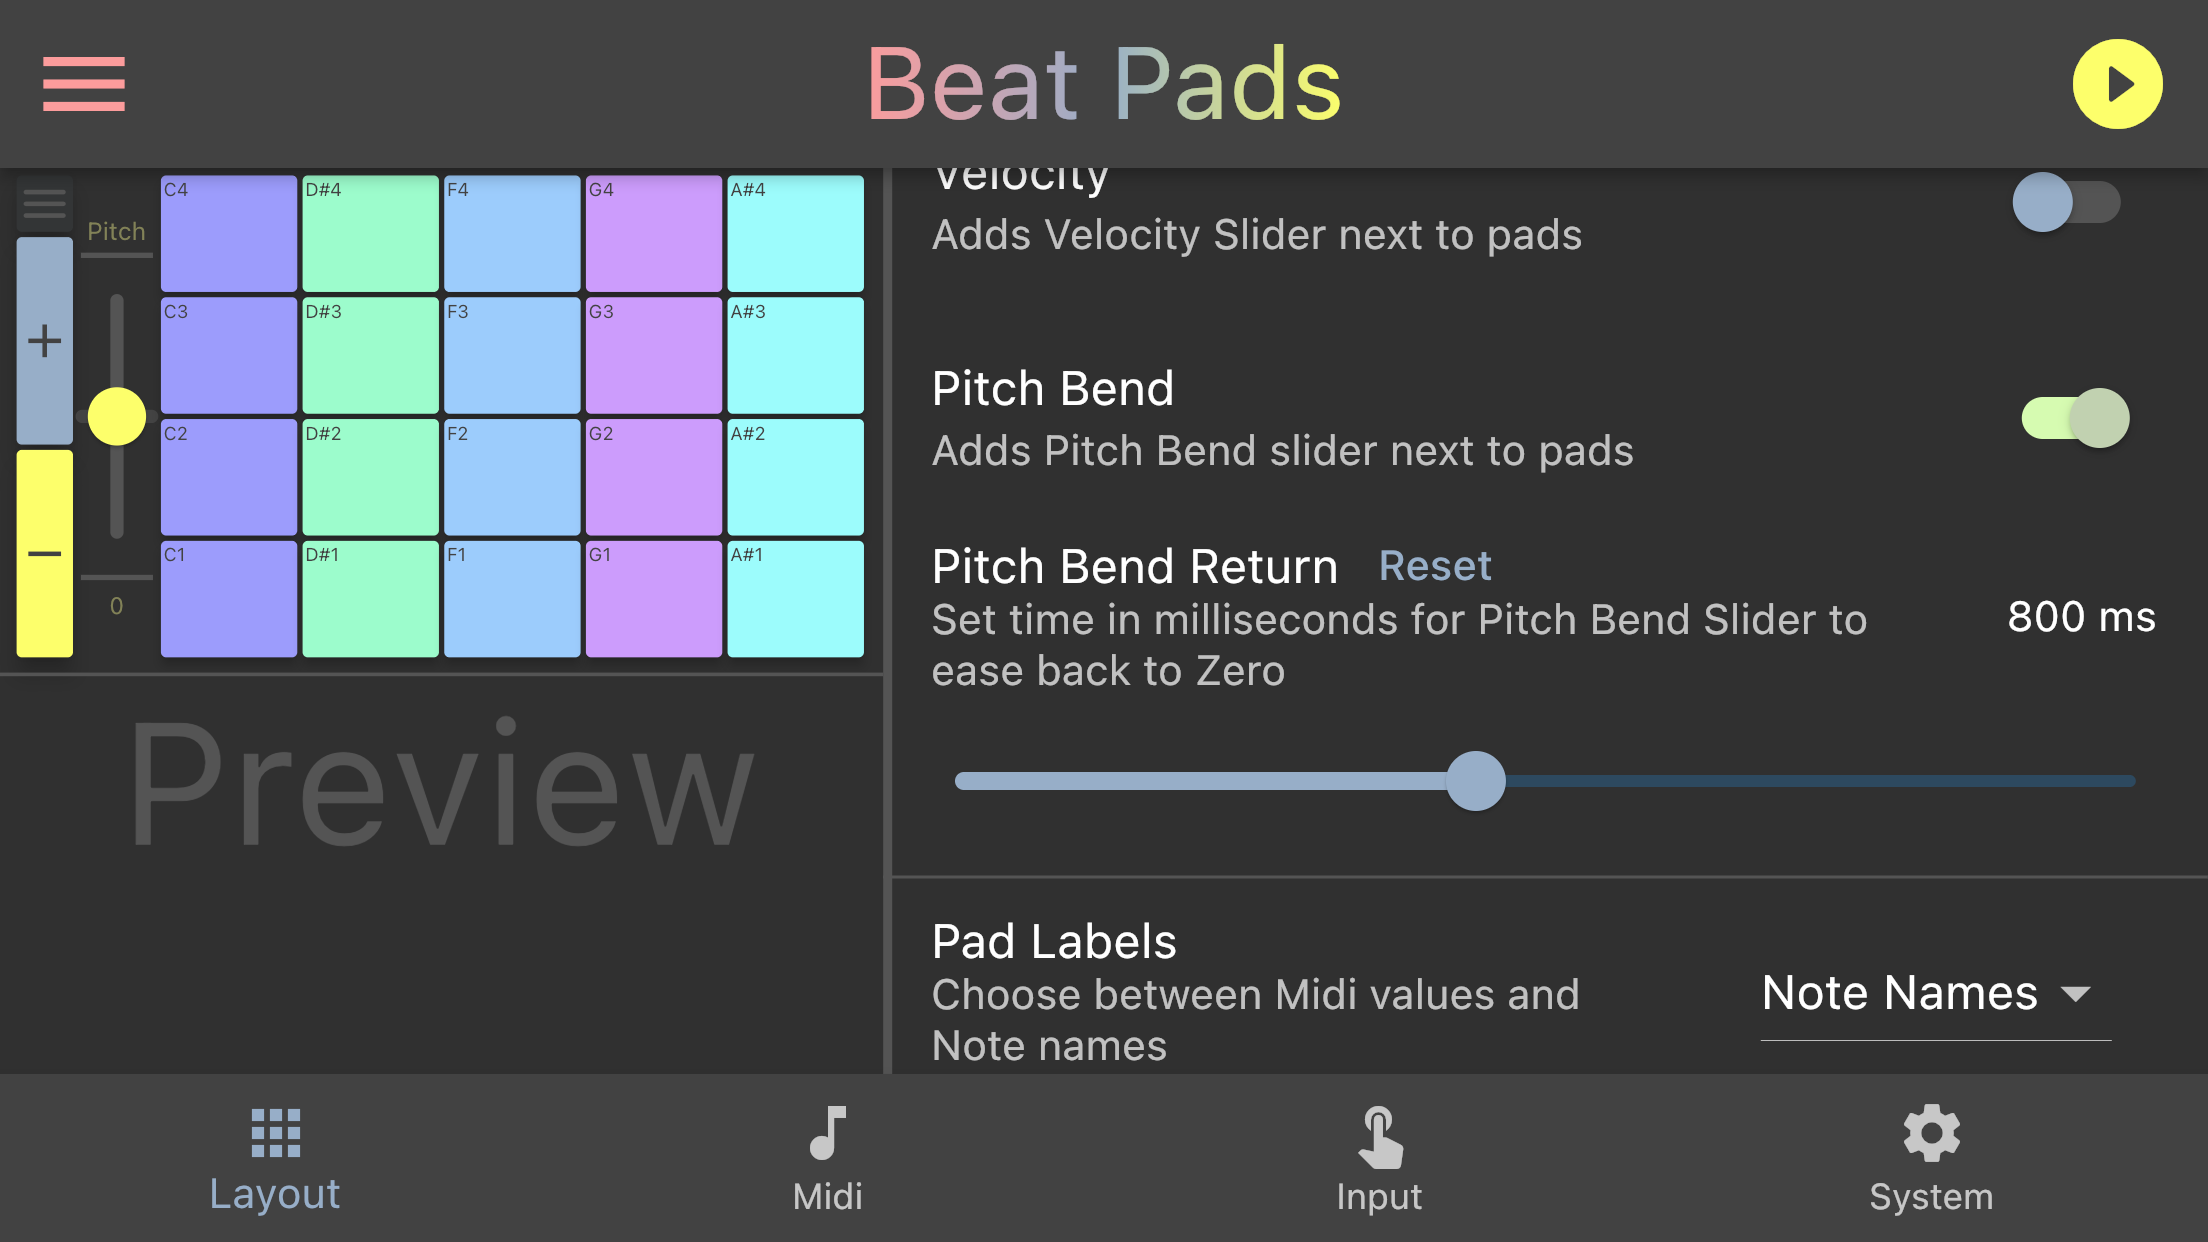 Beat Pads
Pitch
0
C4
D#4
F4
G4
A#4
C3
D#3
F3
G3
A#3
C2
D#2
F2
G2
A#2
C1
D#1
F1
G1
A#1
+
−
Preview
Velocity
Adds Velocity Slider next to pads
Pitch Bend
Adds Pitch Bend slider next to pads
Pitch Bend Return Reset
Set time in milliseconds for Pitch Bend Slider to
ease back to Zero
800 ms
Pad Labels
Choose between Midi values and
Note names
Note Names
Layout
Midi
Input
System